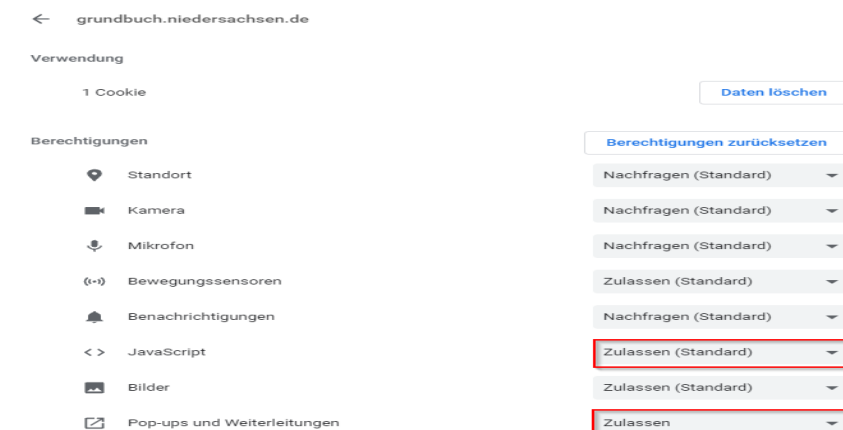 grundbuch.niedersachsen.de
Verwendung
1 Cookie Daten löschen
Berechtigungen Berechtigungen zurücksetzen
Standort Nachfragen (Standard)
Kamera Nachfragen (Standard)
Mikrofon Nachfragen (Standard)
Bewegungssensoren Zulassen (Standard)
Benachrichtigungen Nachfragen (Standard)
JavaScript Zulassen (Standard)
Bilder Zulassen (Standard)
Pop-ups und Weiterleitungen Zulassen